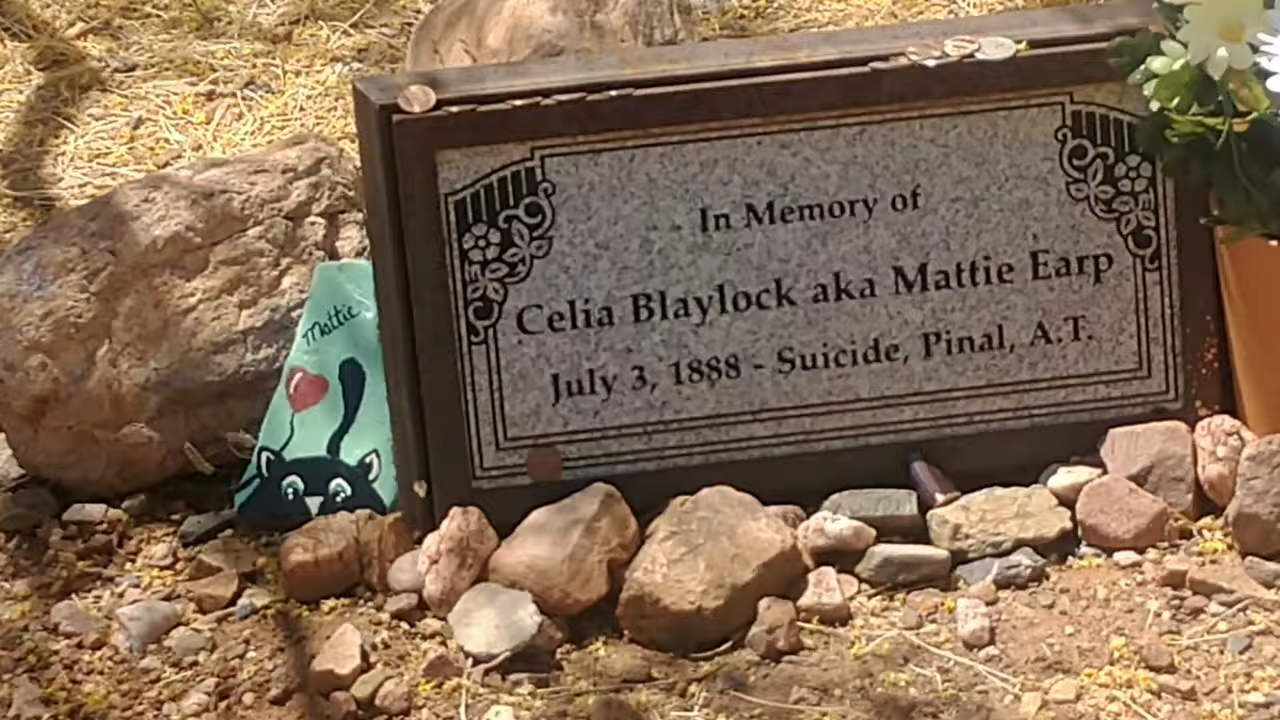 In Memory of
Celia Blaylock aka Mattie Earp
July 3, 1888 - Suicide, Pinal, A.T.
Mattie